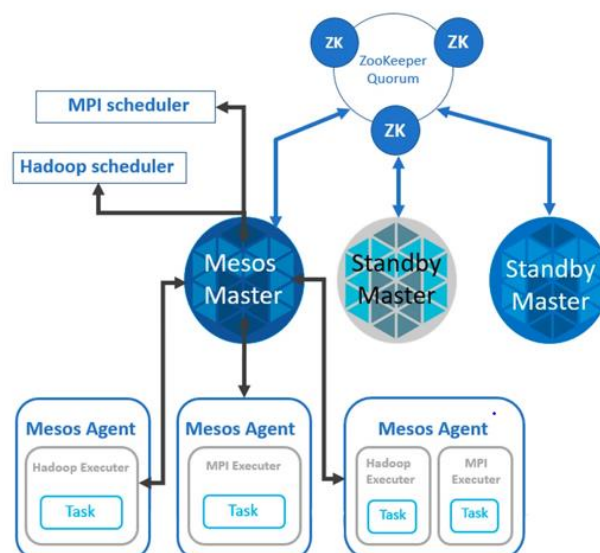 ZK
ZK
ZooKeeper
Quorum
ZK
MPI scheduler
Hadoop scheduler
Mesos
Master
Standby
Master
Standby
Master
Mesos Agent
Hadoop Executer
Task
Mesos Agent
MPI Executer
Task
Mesos Agent
Hadoop
Executer
Task
MPI
Executer
Task